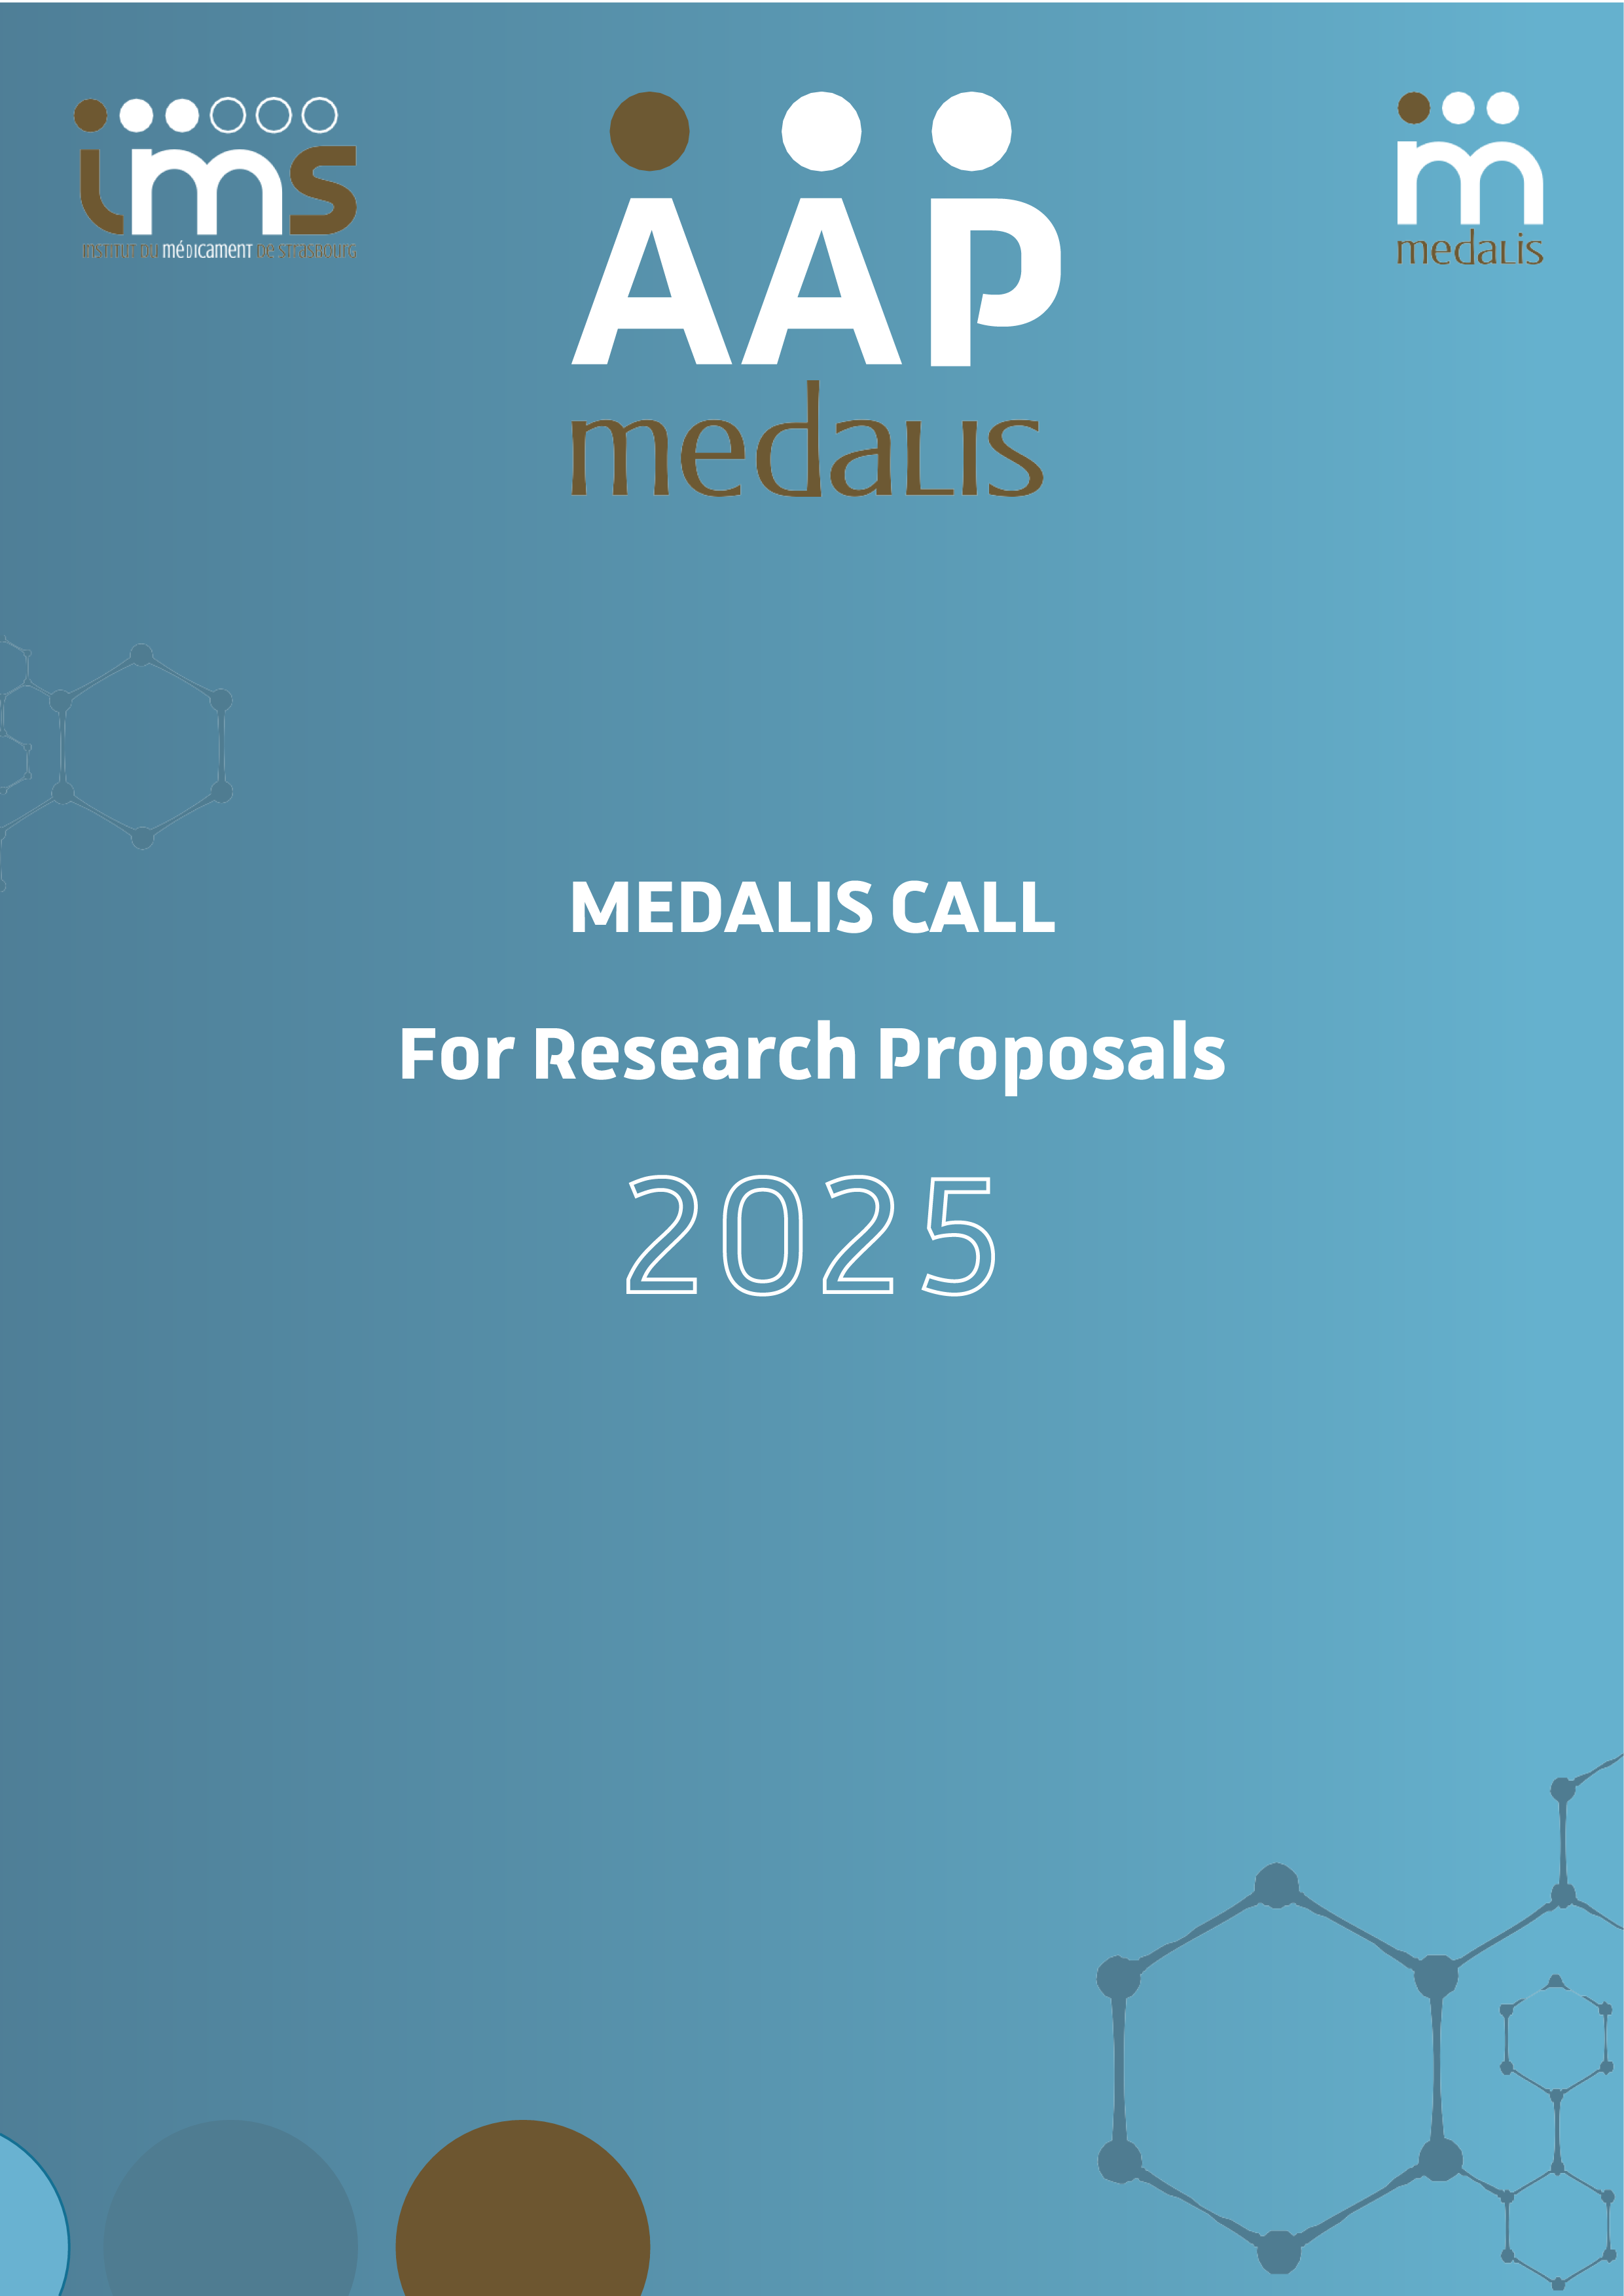 ims
INSTITUT DU médicament DE STRASBOURG
AAP
medalis
m
medalis
MEDALIS CALL
For Research Proposals
2025